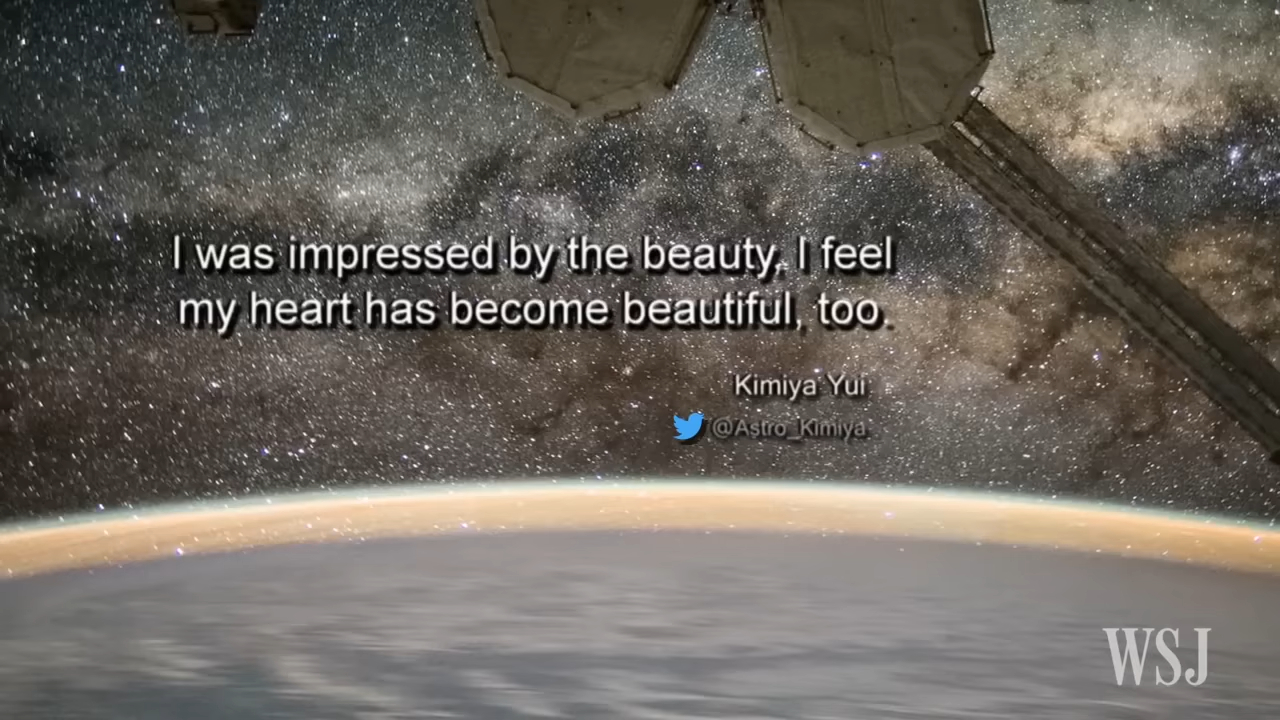 I was impressed by the beauty, I feel
my heart has become beautiful, too.
Kimiya Yui
@Astro_Kimiya
WSJ